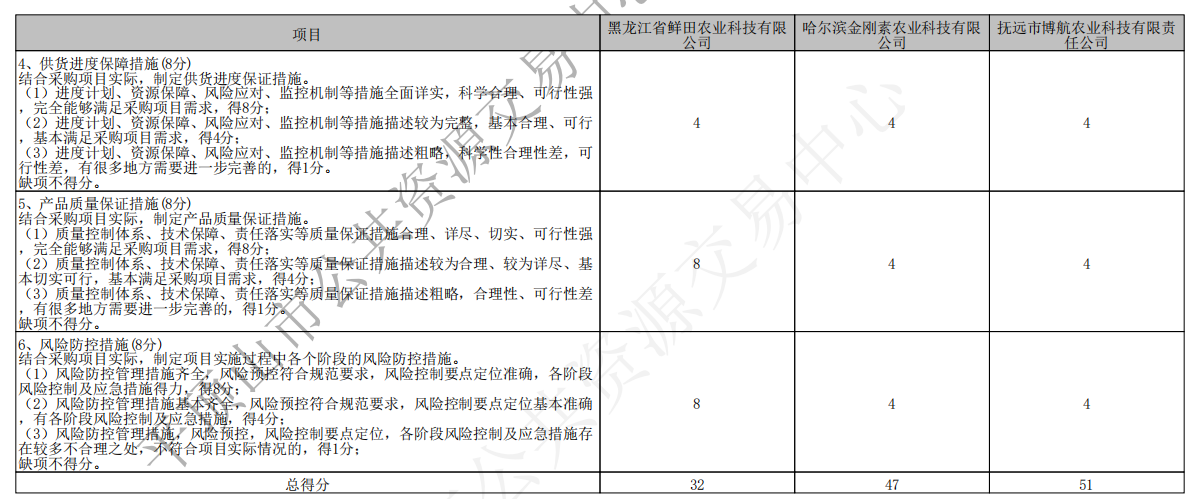 项目
黑龙江省鲜田农业科技有限
公司
哈尔滨金刚素农业科技有限
公司
抚远市博航农业科技有限责
任公司
4、供货进度保障措施(8分)
结合采购项目实际，制定供货进度保证措施。
（1）进度计划、资源保障、风险应对、监控机制等措施全面详实，科学合理、可行性强
，完全能够满足采购项目需求，得8分；
（2）进度计划、资源保障、风险应对、监控机制等措施描述较为完整，基本合理、可行
，基本满足采购项目需求，得4分；
（3）进度计划、资源保障、风险应对、监控机制等措施描述粗略，科学性合理性差，可
行性差，有很多地方需要进一步完善的，得1分。
缺项不得分。
4
4
4
5、产品质量保证措施(8分)
结合采购项目实际，制定产品质量保证措施。
（1）质量控制体系、技术保障、责任落实等质量保证措施合理、详尽、切实、可行性强
，完全能够满足采购项目需求，得8分；
（2）质量控制体系、技术保障、责任落实等质量保证措施描述较为合理、较为详尽、基
本切实可行，基本满足采购项目需求，得4分；
（3）质量控制体系、技术保障、责任落实等质量保证措施描述粗略，合理性、可行性差
，有很多地方需要进一步完善的，得1分。
缺项不得分。
8
4
4
6、风险防控措施(8分)
结合采购项目实际，制定项目实施过程中各个阶段的风险防控措施。
（1）风险防控管理措施齐全，风险预控符合规范要求，风险控制要点定位准确，各阶段
风险控制及应急措施得力，得8分；
（2）风险防控管理措施基本齐全，风险预控符合规范要求，风险控制要点定位基本准确
，有各阶段风险控制及应急措施，得4分；
（3）风险防控管理措施，风险预控，风险控制要点定位，各阶段风险控制及应急措施存
在较多不合理之处，不符合项目实际情况的，得1分；
缺项不得分。
8
4
4
总得分
32
47
51
平顶山市公共资源交易中
公共资源交易中心